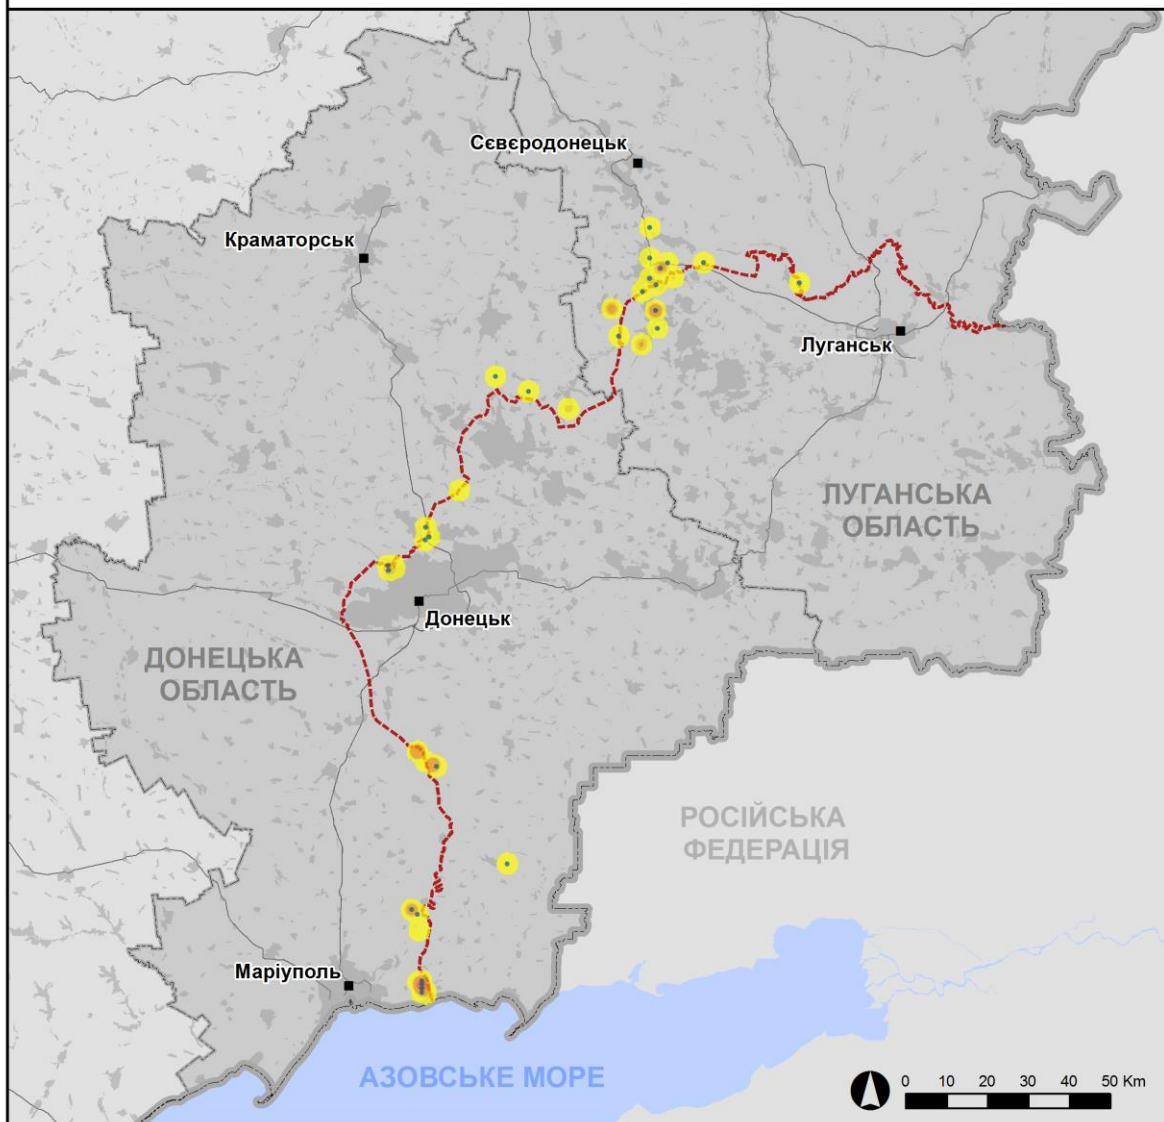 Сєвєродонецьк
Краматорськ
Луганськ
ЛУГАНСЬКА
ОБЛАСТЬ
Донецьк
ДОНЕЦЬКА
ОБЛАСТЬ
РОСІЙСЬКА
ФЕДЕРАЦІЯ
Маріуполь
АЗОВСЬКЕ МОРЕ
0 10 20 30 40 50 Km